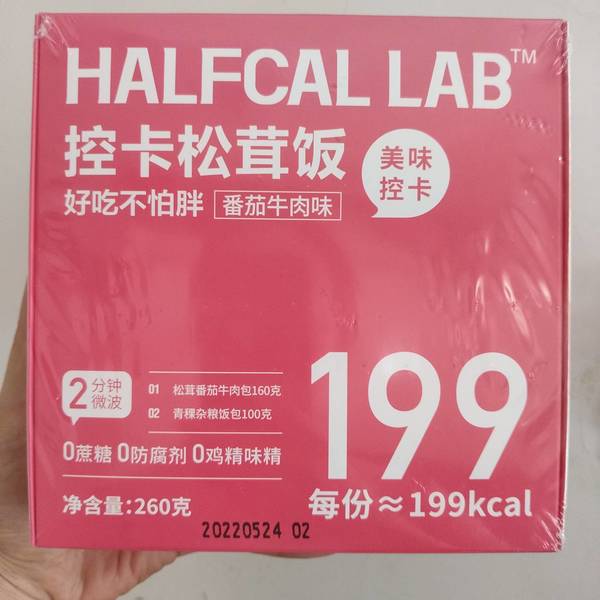 HALFCAL LAB™
控卡松茸饭
美味
控卡
好吃不怕胖 番茄牛肉味
2分钟
微波
01 松茸番茄牛肉包160克
02 青稞杂粮饭包100克
0蔗糖 0防腐剂 0鸡精味精
净含量:260克
199
每份≈199kcal
20220524 02